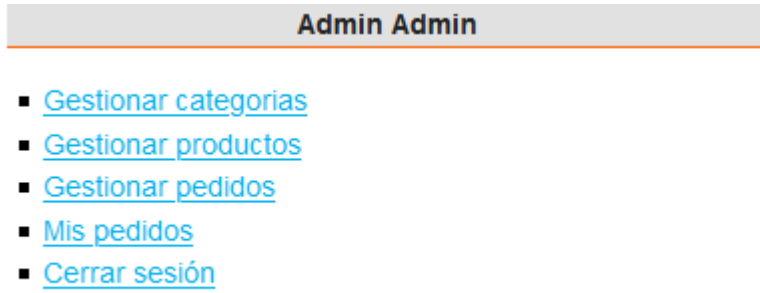 Admin Admin
Gestionar categorias
Gestionar productos
Gestionar pedidos
Mis pedidos
Cerrar sesión